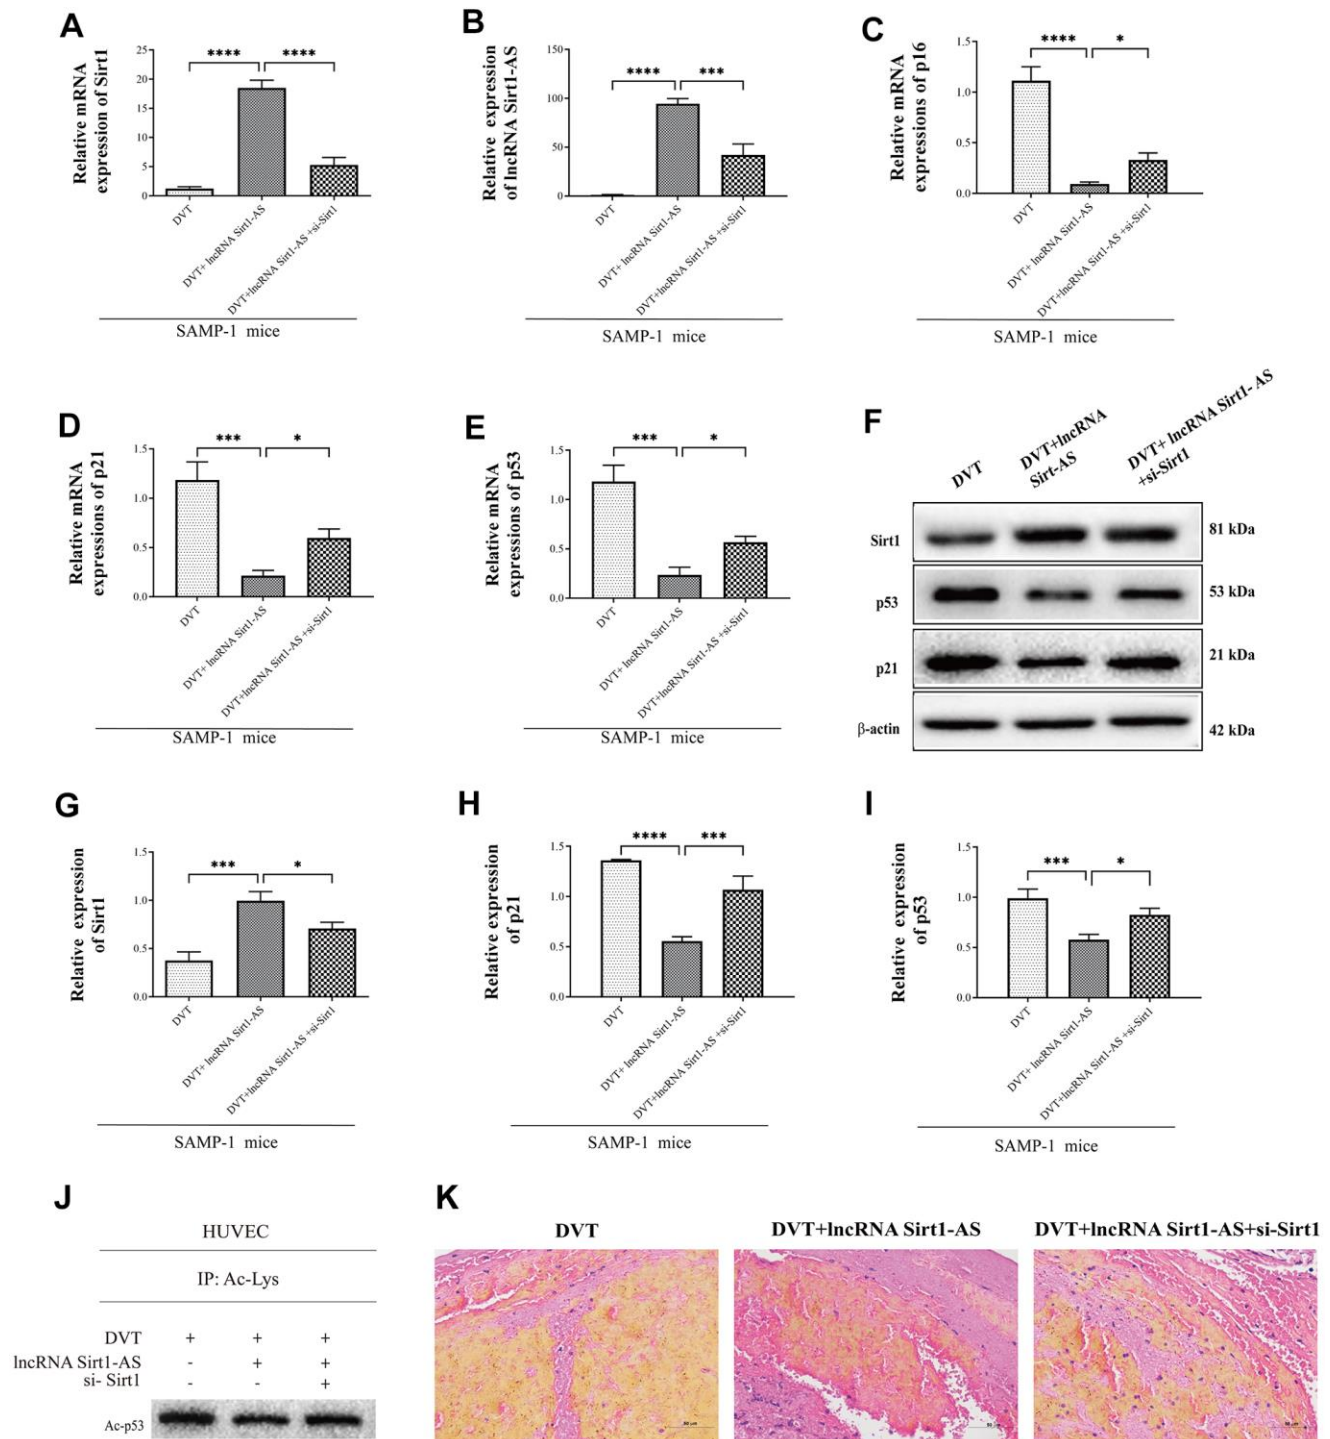 A
Relative mRNA
expression of Sirt1
25
20
15
10
5
0
**** ****
DVT
DVT+ lncRNA Sirt1-AS
DVT+lncRNA Sirt1-AS +si-Sirt1
SAMP-1 mice
B
Relative expression
of lncRNA Sirt1-AS
150
100
50
0
**** ***
DVT
DVT+ lncRNA Sirt1-AS
DVT+lncRNA Sirt1-AS +si-Sirt1
SAMP-1 mice
C
Relative mRNA
expressions of p16
1.5
1.0
0.5
0.0
**** *
DVT
DVT+ lncRNA Sirt1-AS
DVT+lncRNA Sirt1-AS +si-Sirt1
SAMP-1 mice
D
Relative mRNA
expressions of p21
1.5
1.0
0.5
0.0
*** *
DVT
DVT+ lncRNA Sirt1-AS
DVT+lncRNA Sirt1-AS +si-Sirt1
SAMP-1 mice
E
Relative mRNA
expressions of p53
1.5
1.0
0.5
0.0
*** *
DVT
DVT+ lncRNA Sirt1-AS
DVT+lncRNA Sirt1-AS +si-Sirt1
SAMP-1 mice
F
DVT
DVT+lncRNA
Sirt-AS
DVT+ lncRNA Sirt1- AS
+si-Sirt1
Sirt1 81 kDa
p53 53 kDa
p21 21 kDa
β-actin 42 kDa
G
Relative expression
of Sirt1
1.5
1.0
0.5
0.0
*** *
DVT
DVT+ lncRNA Sirt1-AS
DVT+lncRNA Sirt1-AS +si-Sirt1
SAMP-1 mice
H
Relative expression
of p21
1.5
1.0
0.5
0.0
**** ***
DVT
DVT+ lncRNA Sirt1-AS
DVT+lncRNA Sirt1-AS +si-Sirt1
SAMP-1 mice
I
Relative expression
of p53
1.5
1.0
0.5
0.0
*** *
DVT
DVT+ lncRNA Sirt1-AS
DVT+lncRNA Sirt1-AS +si-Sirt1
SAMP-1 mice
J
HUVEC
IP: Ac-Lys
DVT + + +
lncRNA Sirt1-AS - + +
si- Sirt1 - - +
Ac-p53
K
DVT
DVT+lncRNA Sirt1-AS
DVT+lncRNA Sirt1-AS+si-Sirt1